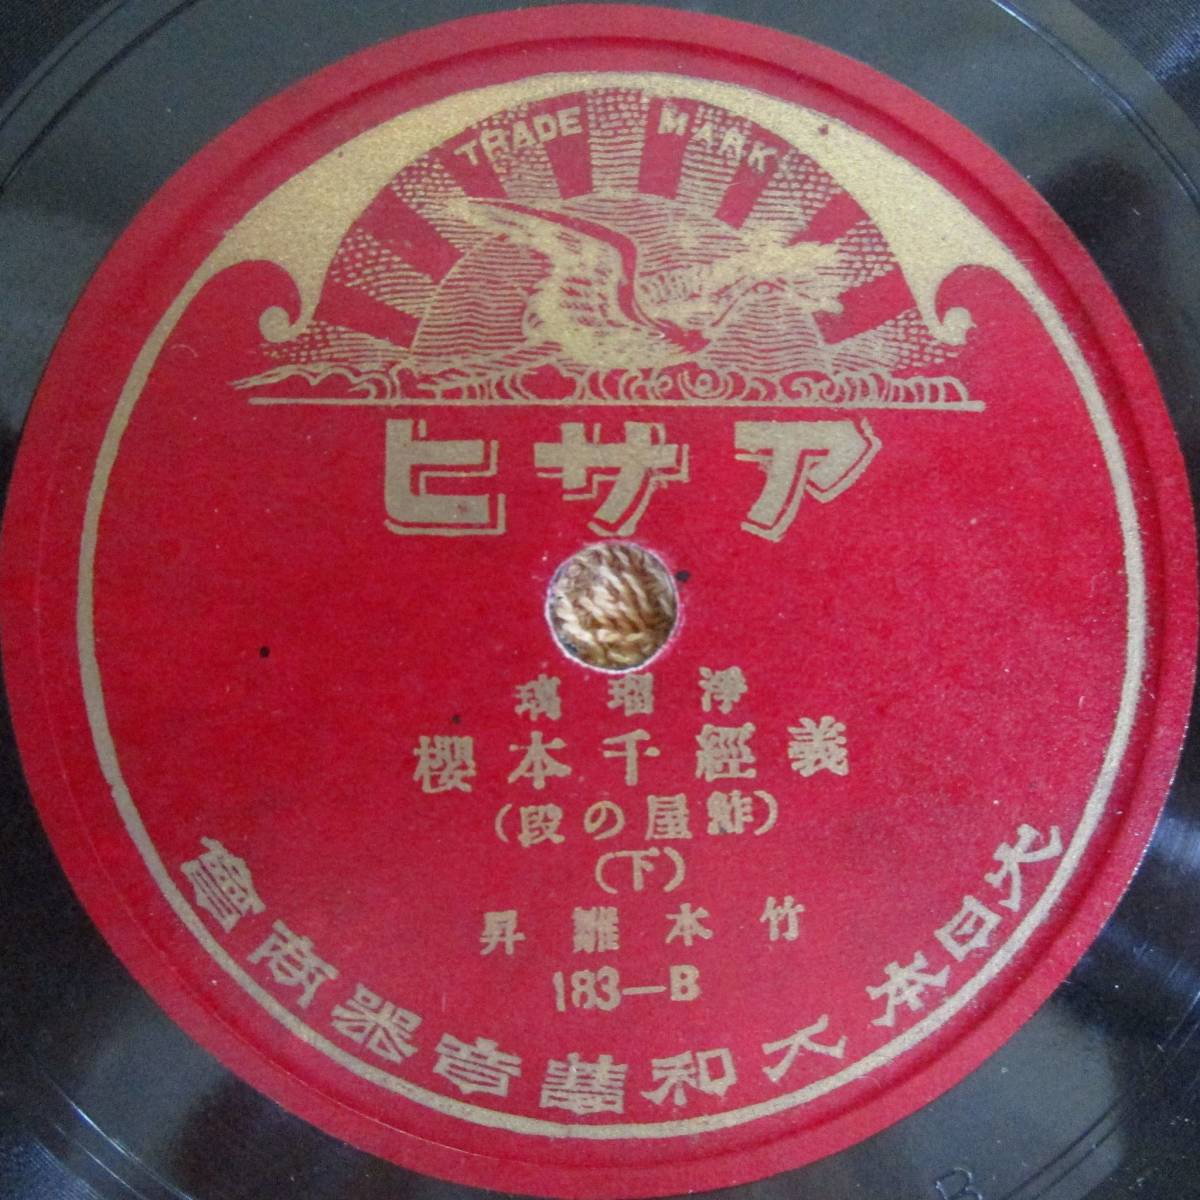 TRADE MARK
アサヒ
淨瑠璃
義經千本櫻
(鮓屋の段)
(下)
竹本雛昇
183—B
大日本大和蓄音器商會